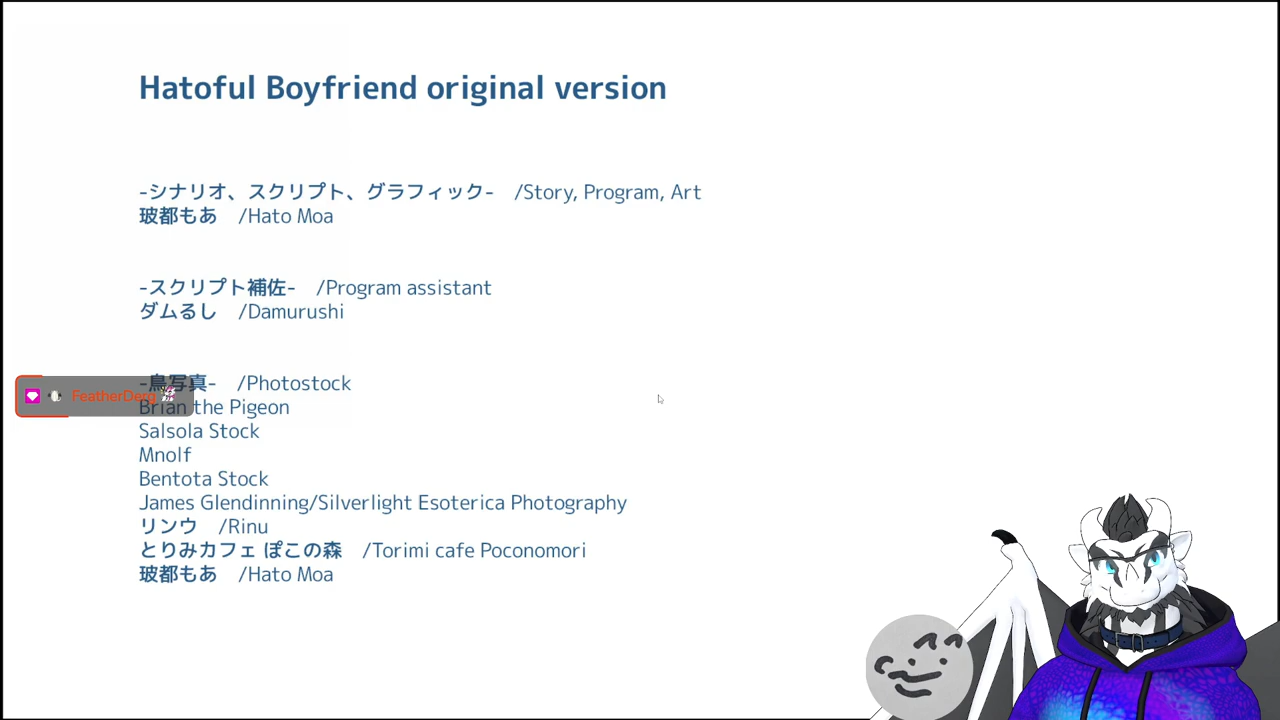 Hatoful Boyfriend original version
-シナリオ、スクリプト、グラフィック- /Story, Program, Art
玻都もあ /Hato Moa
-スクリプト補佐- /Program assistant
ダムるし /Damurushi
-鳥写真- /Photostock
FeatherDerg
Brian the Pigeon
Salsola Stock
Mnolf
Bentota Stock
James Glendinning/Silverlight Esoterica Photography
リンウ /Rinu
とりみカフェ ぽこの森 /Torimi cafe Poconomori
玻都もあ /Hato Moa